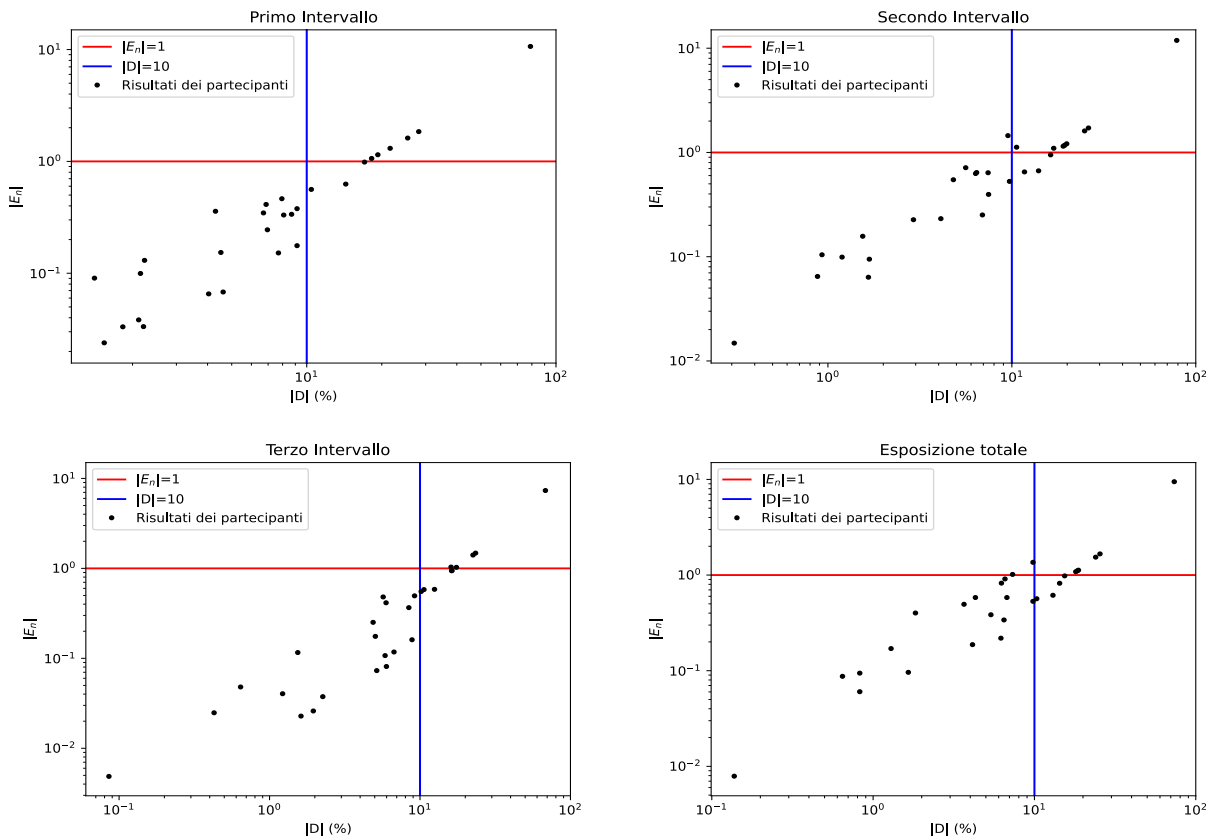 Primo Intervallo
|Eₙ|=1
|D|=10
Risultati dei partecipanti
10¹
10⁰
10⁻¹
|Eₙ|
10¹
10²
|D| (%)
Secondo Intervallo
|Eₙ|=1
|D|=10
Risultati dei partecipanti
10¹
10⁰
10⁻¹
10⁻²
|Eₙ|
10⁰
10¹
10²
|D| (%)
Terzo Intervallo
|Eₙ|=1
|D|=10
Risultati dei partecipanti
10¹
10⁰
10⁻¹
10⁻²
|Eₙ|
10⁻¹
10⁰
10¹
10²
|D| (%)
Esposizione totale
|Eₙ|=1
|D|=10
Risultati dei partecipanti
10¹
10⁰
10⁻¹
10⁻²
|Eₙ|
10⁻¹
10⁰
10¹
10²
|D| (%)